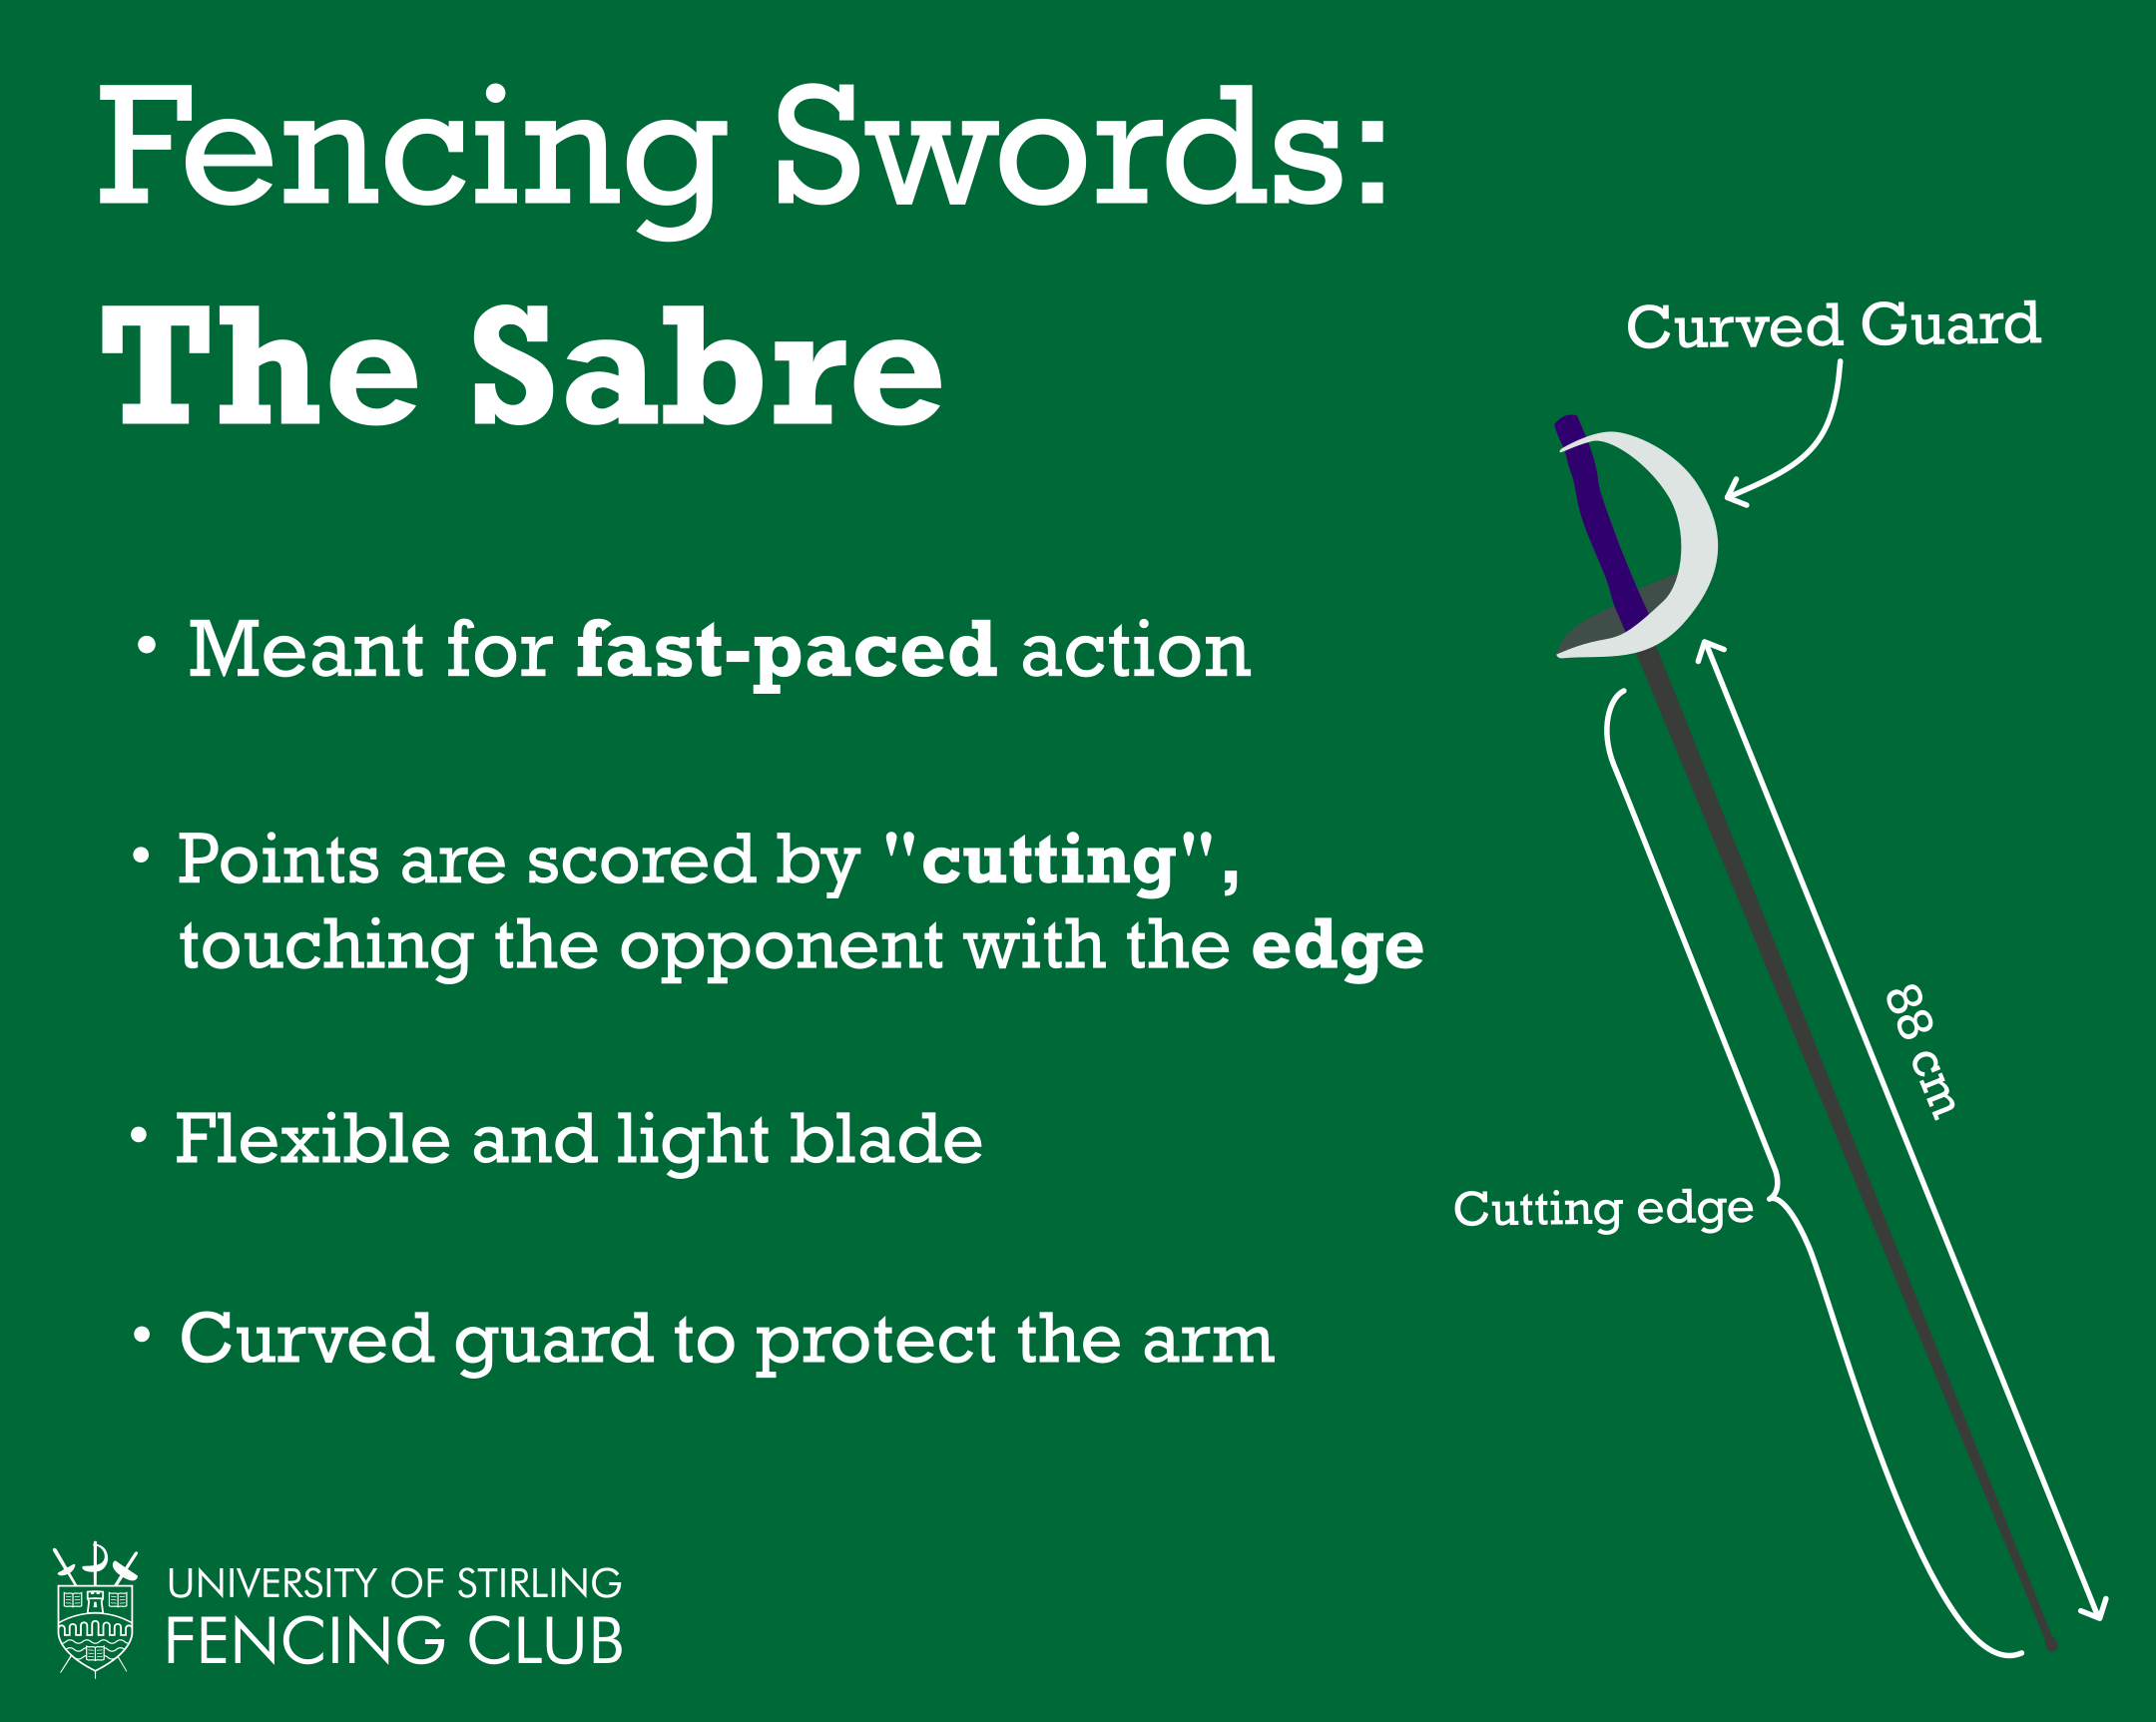 Fencing Swords:
The Sabre
Curved Guard
• Meant for fast-paced action
• Points are scored by "cutting",
touching the opponent with the edge
88 cm
• Flexible and light blade
Cutting edge
• Curved guard to protect the arm
UNIVERSITY OF STIRLING
FENCING CLUB